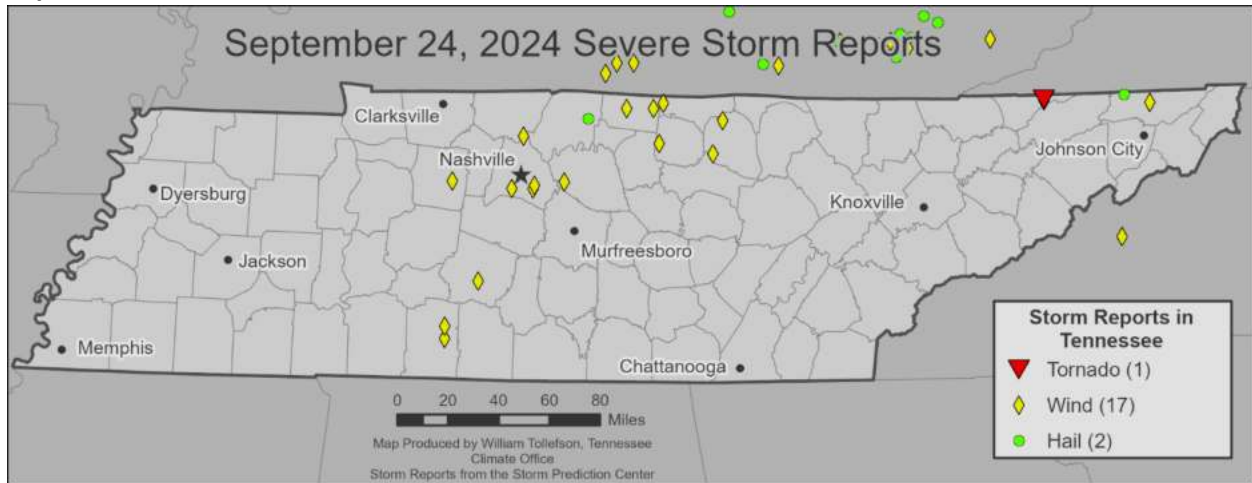 September 24, 2024 Severe Storm Reports
Clarksville
Nashville
Johnson City
Dyersburg
Knoxville
Murfreesboro
Jackson
Memphis
Chattanooga
Storm Reports in
Tennessee
Tornado (1)
Wind (17)
Hail (2)
0 20 40 60 80
Miles
Map Produced by William Tollefson, Tennessee
Climate Office
Storm Reports from the Storm Prediction Center